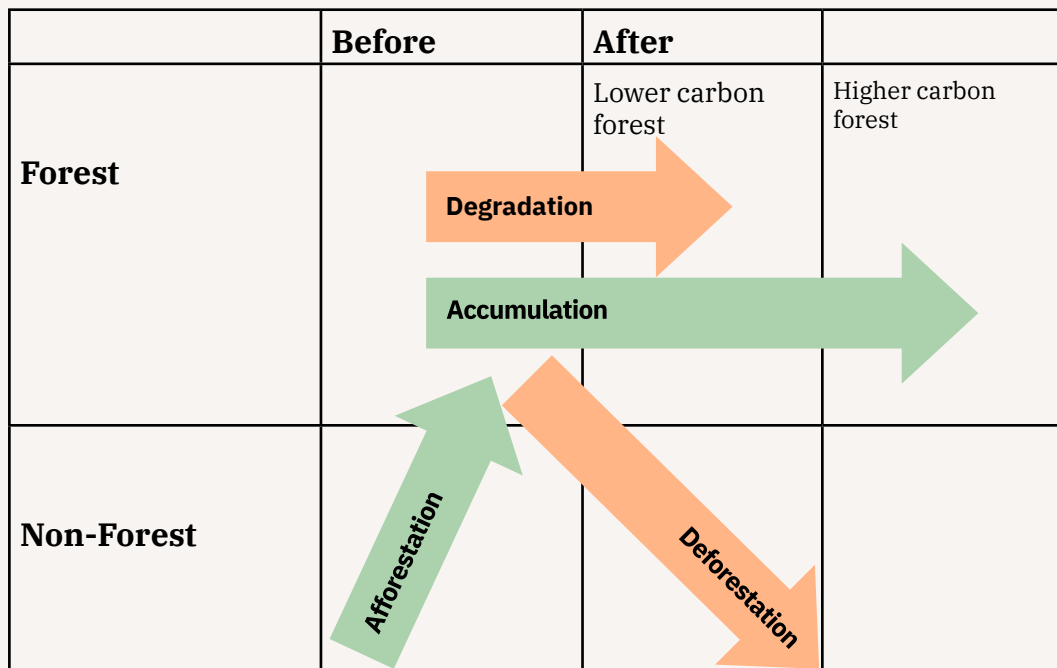 Before
After
Lower carbon
forest
Higher carbon
forest
Forest
Degradation
Accumulation
Non-Forest
Afforestation
Deforestation